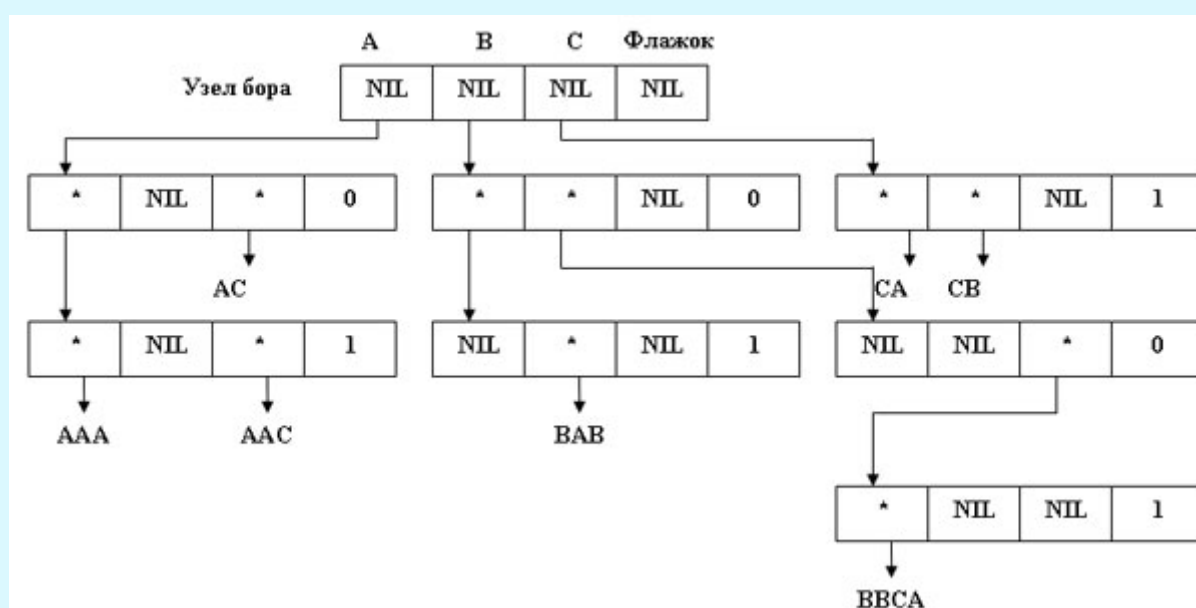 A B C Флажок
Узел бора NIL NIL NIL NIL
* NIL * 0 * * NIL 0 * * NIL 1
AC CA CB
* NIL * 1 NIL * NIL 1 NIL NIL * 0
AAA AAC BAB
* NIL NIL 1
BBCA